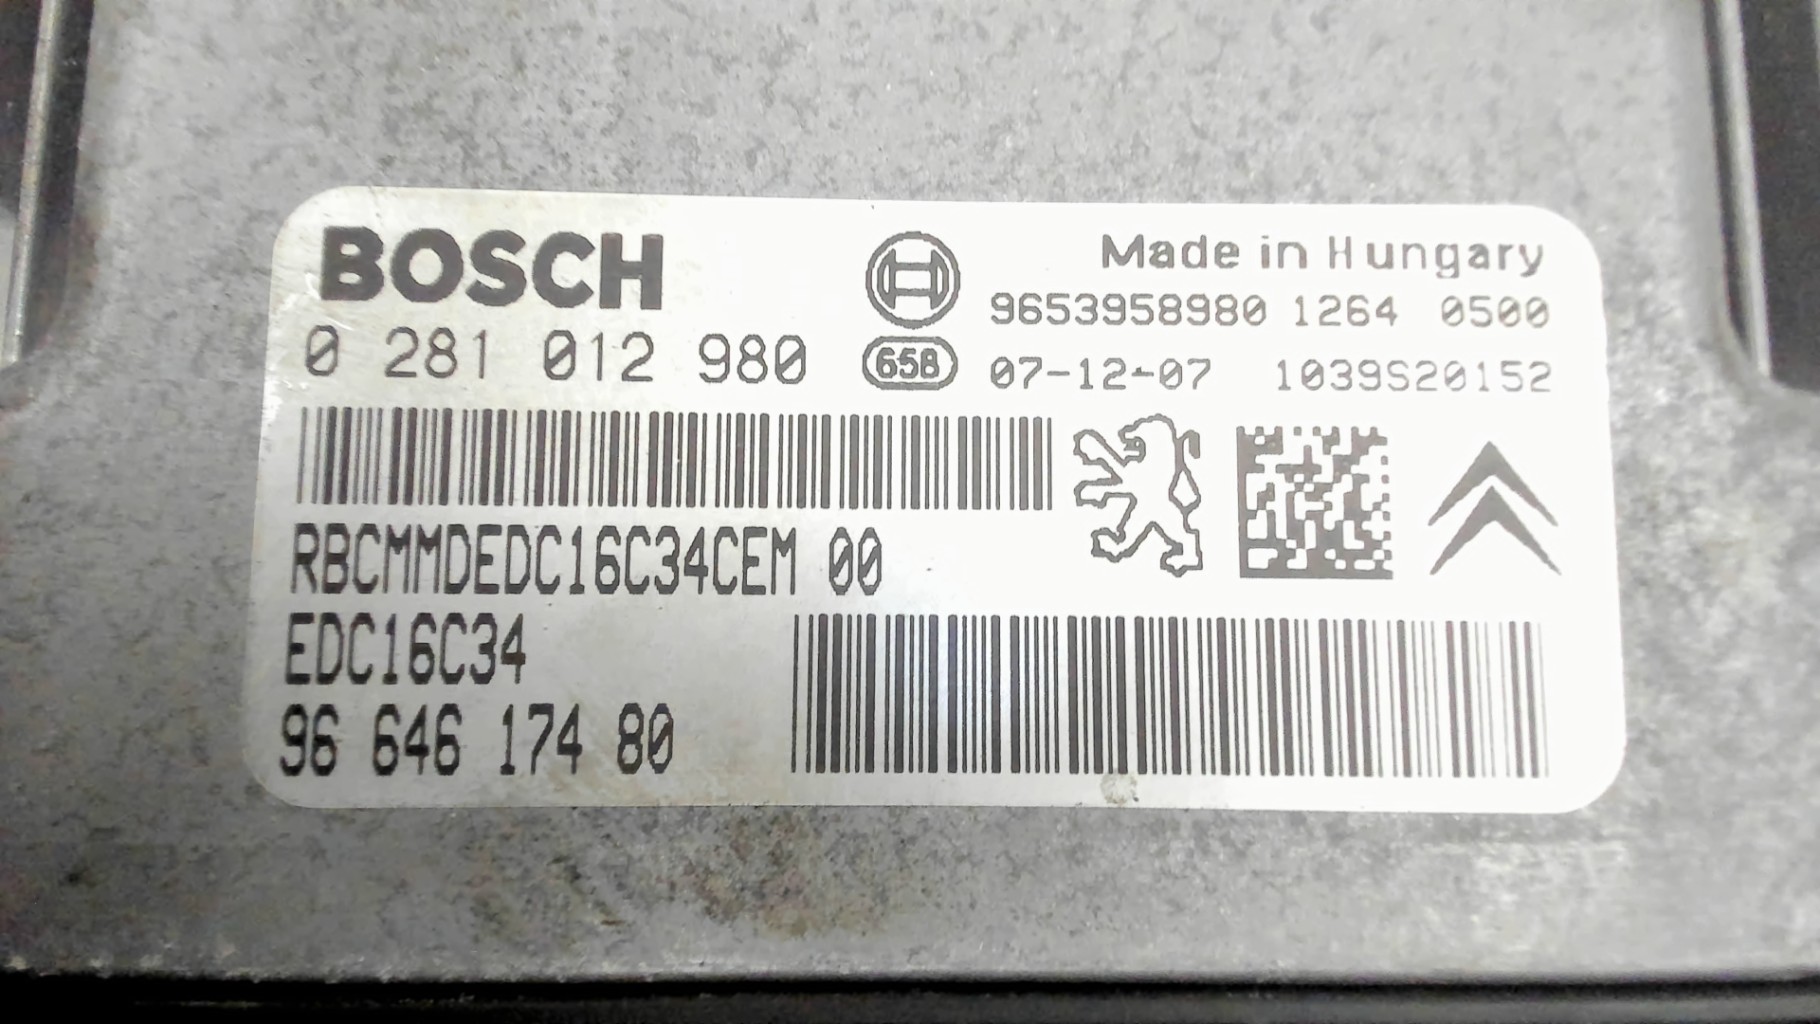 BOSCH
Made in Hungary
9653958980 1264 0500
0 281 012 980
65B
07-12-07 1039S20152
RBCMMDEDC16C34CEM 00
EDC16C34
96 646 174 80